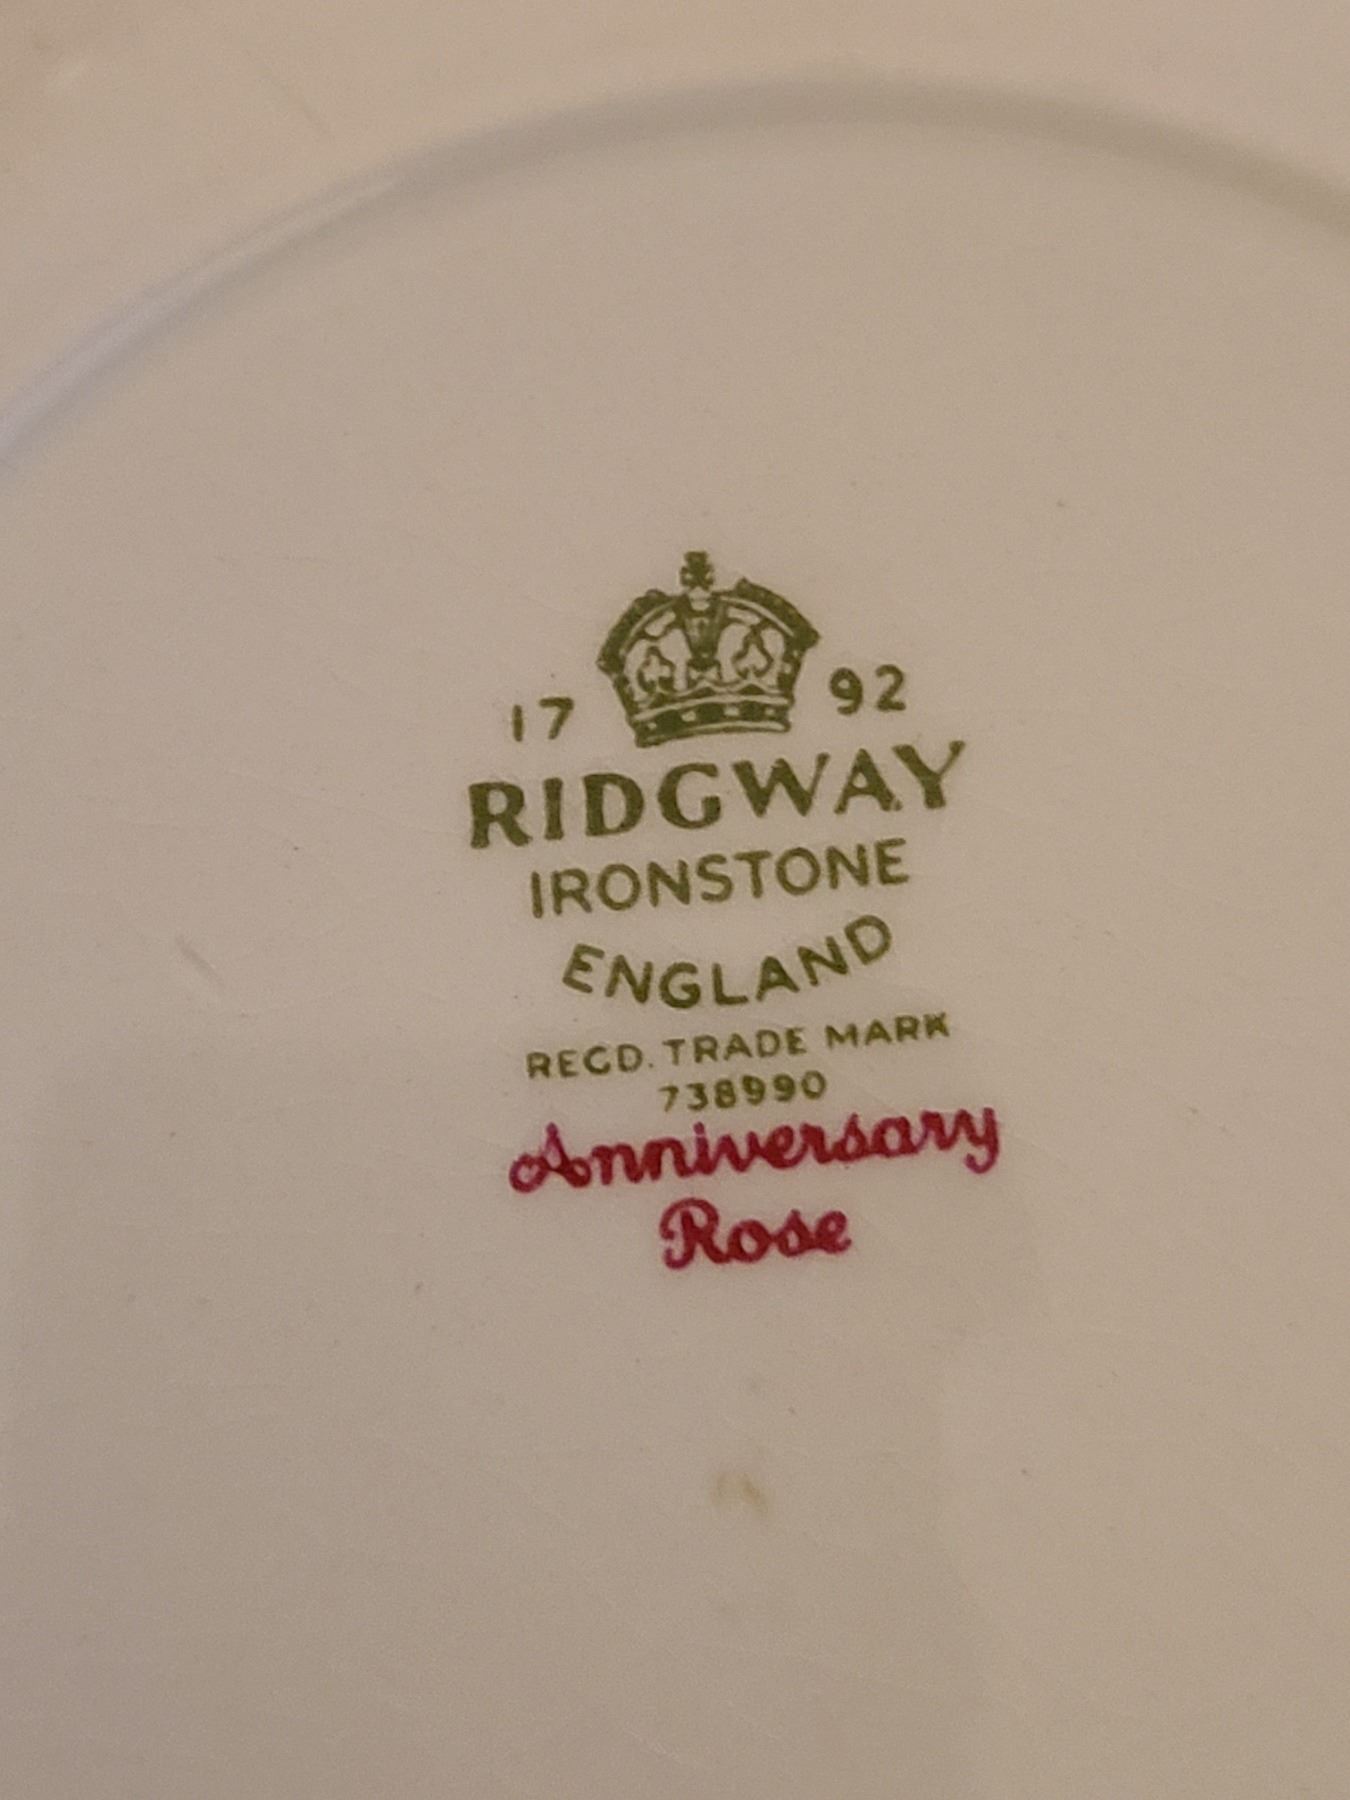 17 92
RIDGWAY
IRONSTONE
ENGLAND
REGD. TRADE MARK
738990
Anniversary
Rose